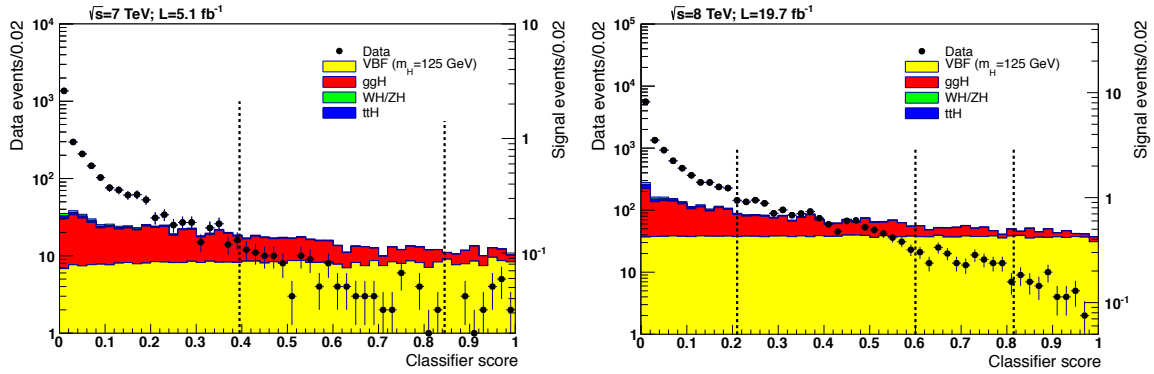 √s=7 TeV; L=5.1 fb⁻¹
Data events/0.02
10⁴
10³
10²
10
1
Data
VBF (m_H=125 GeV)
ggH
WH/ZH
ttH
10
1
10⁻¹
Signal events/0.02
0 0.1 0.2 0.3 0.4 0.5 0.6 0.7 0.8 0.9 1
Classifier score
√s=8 TeV; L=19.7 fb⁻¹
Data events/0.02
10⁶
10⁵
10⁴
10³
10²
10
1
Data
VBF (m_H=125 GeV)
ggH
WH/ZH
ttH
10
1
10⁻¹
Signal events/0.02
0 0.1 0.2 0.3 0.4 0.5 0.6 0.7 0.8 0.9 1
Classifier score